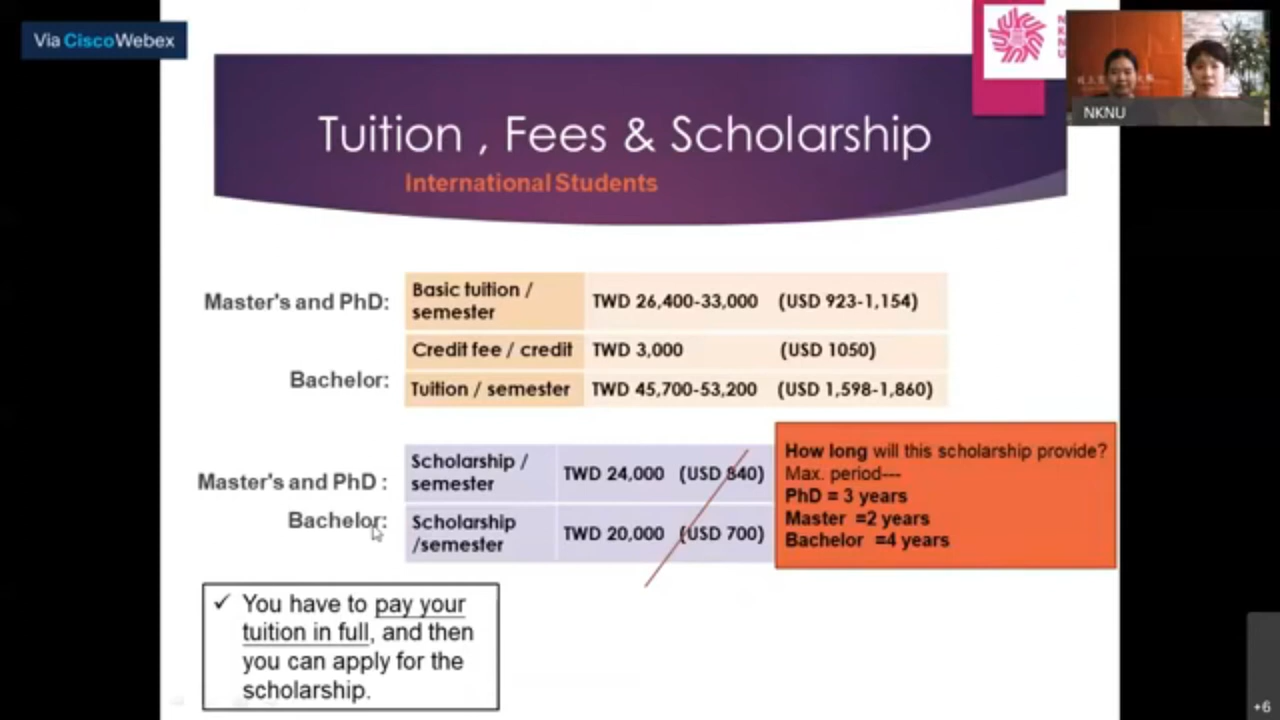 Via CiscoWebex
NKNU
NKNU
Tuition , Fees & Scholarship
International Students
Master's and PhD:
Basic tuition /
semester
TWD 26,400-33,000 (USD 923-1,154)
Credit fee / credit TWD 3,000 (USD 1050)
Bachelor:
Tuition / semester TWD 45,700-53,200 (USD 1,598-1,860)
Master's and PhD :
Scholarship /
semester
TWD 24,000 (USD 840)
Bachelor:
Scholarship
/semester
TWD 20,000 (USD 700)
How long will this scholarship provide?
Max. period---
PhD = 3 years
Master =2 years
Bachelor =4 years
✓ You have to pay your
tuition in full, and then
you can apply for the
scholarship.
+6